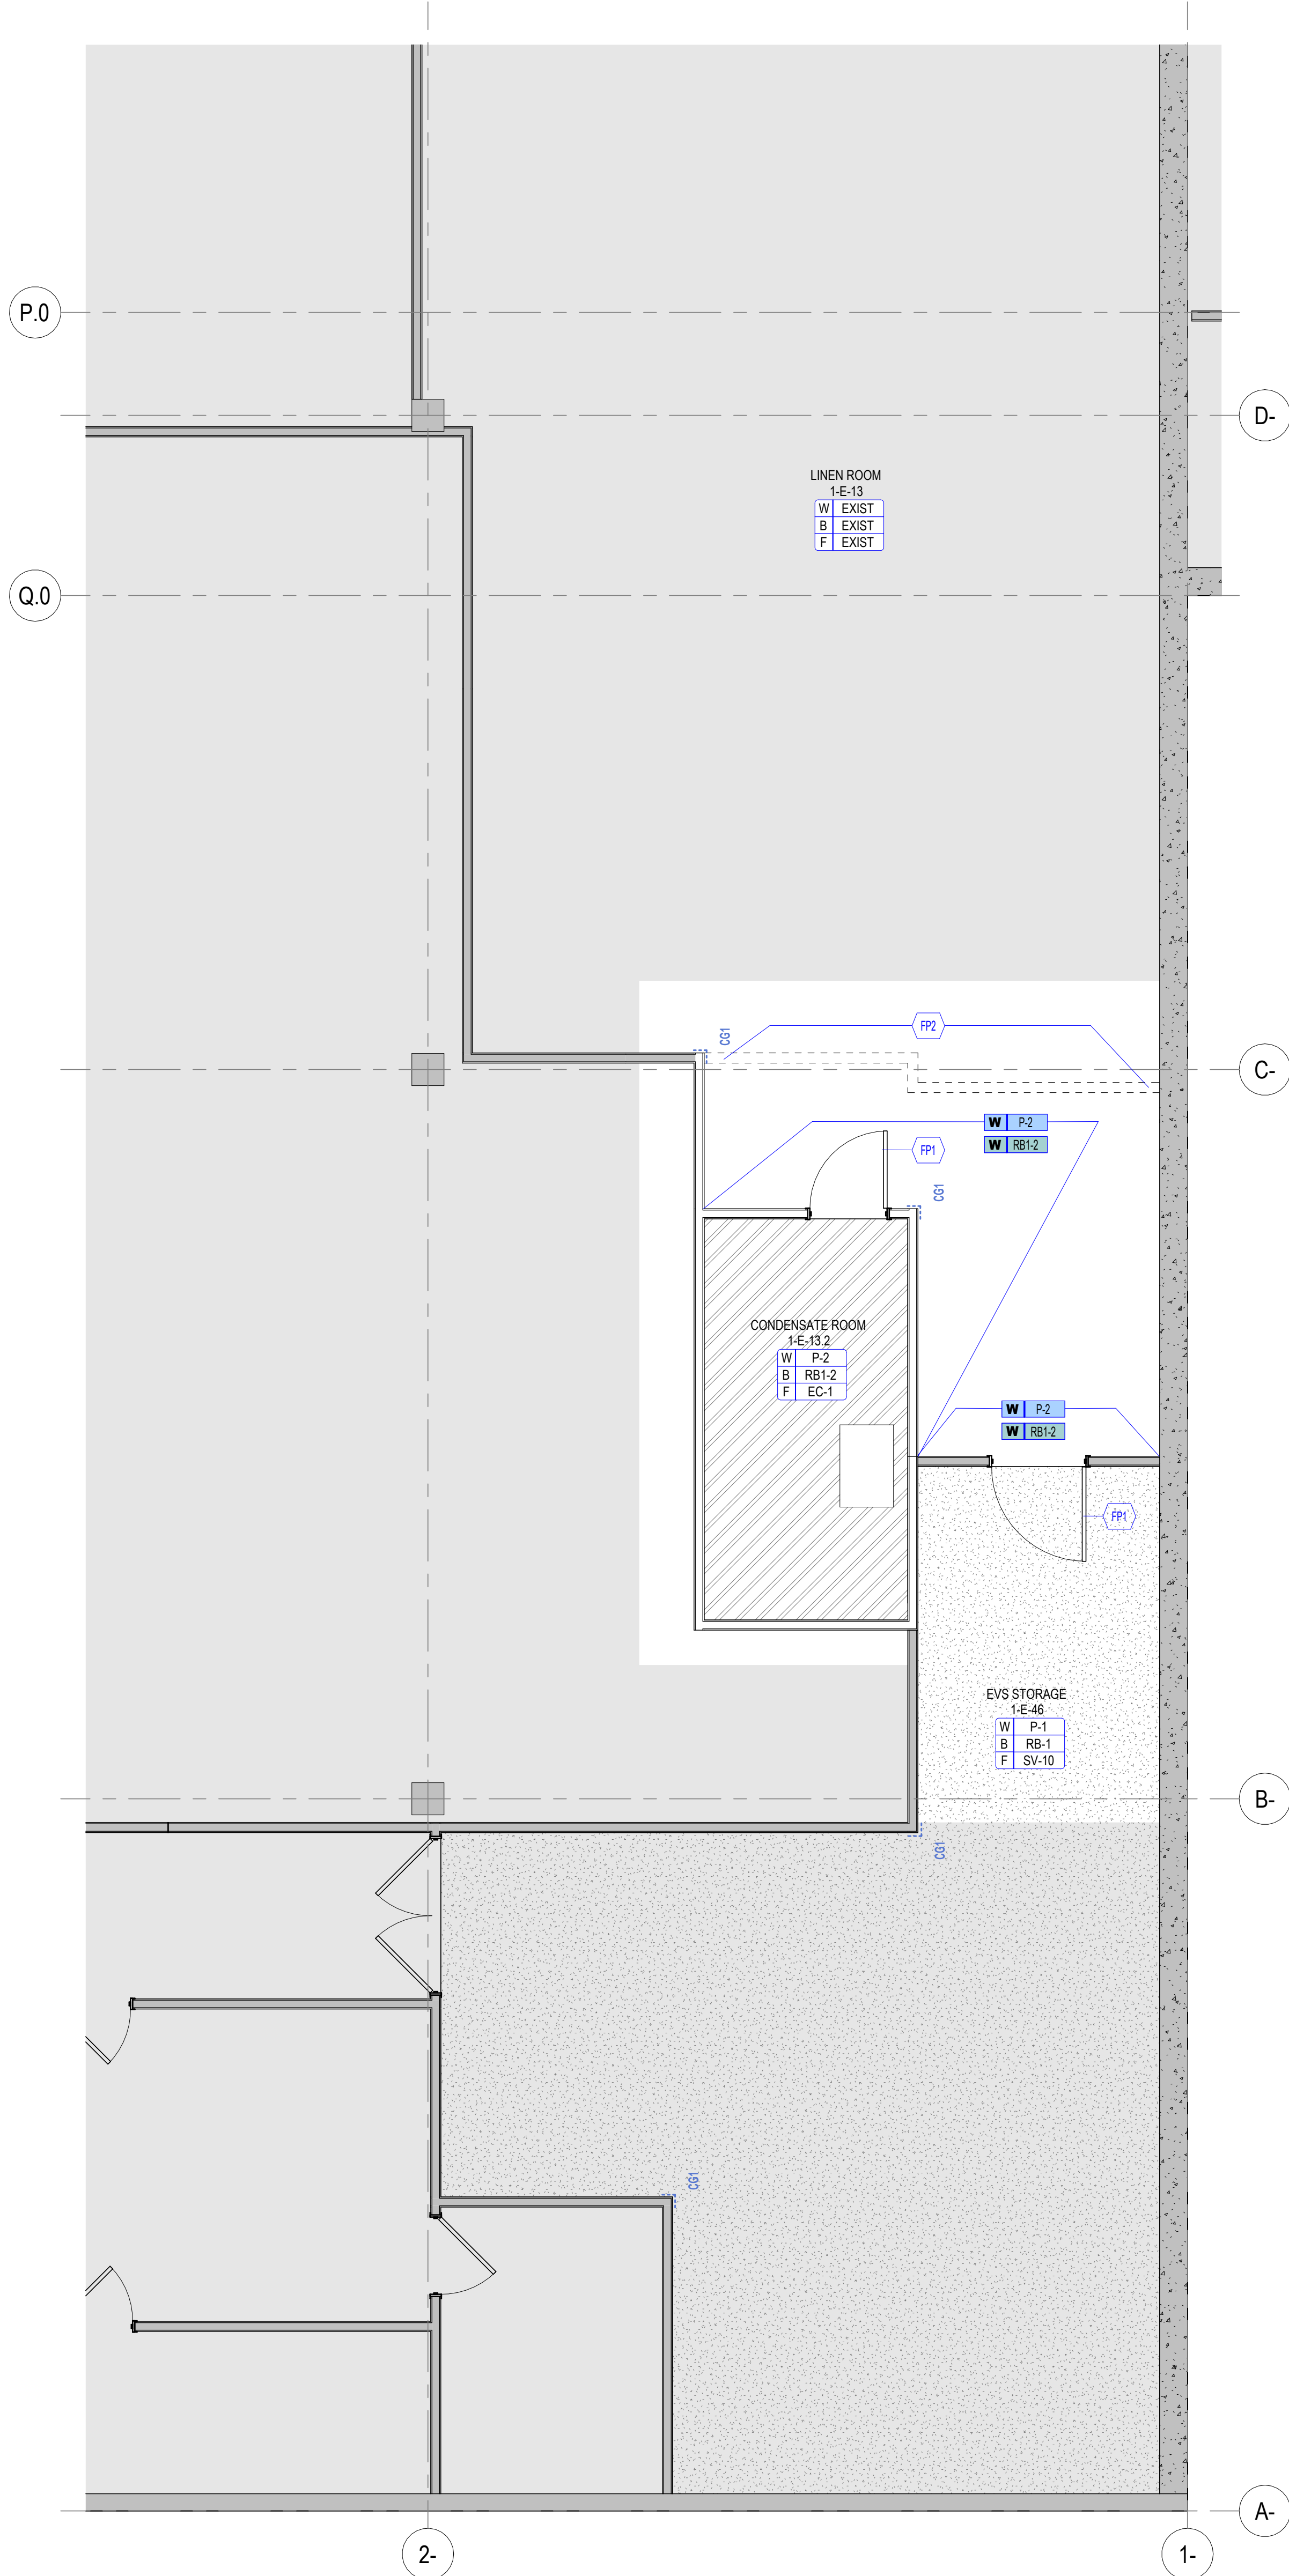 P.0
D-
LINEN ROOM
1-E-13
W EXIST
B EXIST
F EXIST
Q.0
FP2
CG1
C-
W P-2
W RB1-2
FP1
CG1
CONDENSATE ROOM
1-E-13.2
W P-2
B RB1-2
F EC-1
W P-2
W RB1-2
FP1
EVS STORAGE
1-E-46
W P-1
B RB-1
F SV-10
B-
CG1
CG1
A-
2-
1-